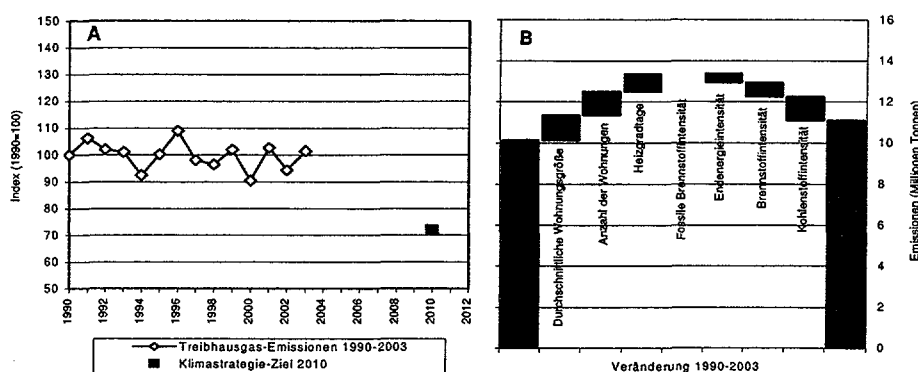 A
150
140
130
120
110
100
90
80
70
60
50
Index (1990=100)
1990
1992
1994
1996
1998
2000
2002
2004
2006
2008
2010
2012
Treibhausgas-Emissionen 1990-2003
Klimastrategie-Ziel 2010
B
Durchschnittliche Wohnungsgröße
Anzahl der Wohnungen
Heizgradtage
Fossile Brennstoffintensität
Endenergieintensität
Brennstoffintensität
Kohlenstoffintensität
16
14
12
10
8
6
4
2
0
Emissionen (Millionen Tonnen)
Veränderung 1990-2003